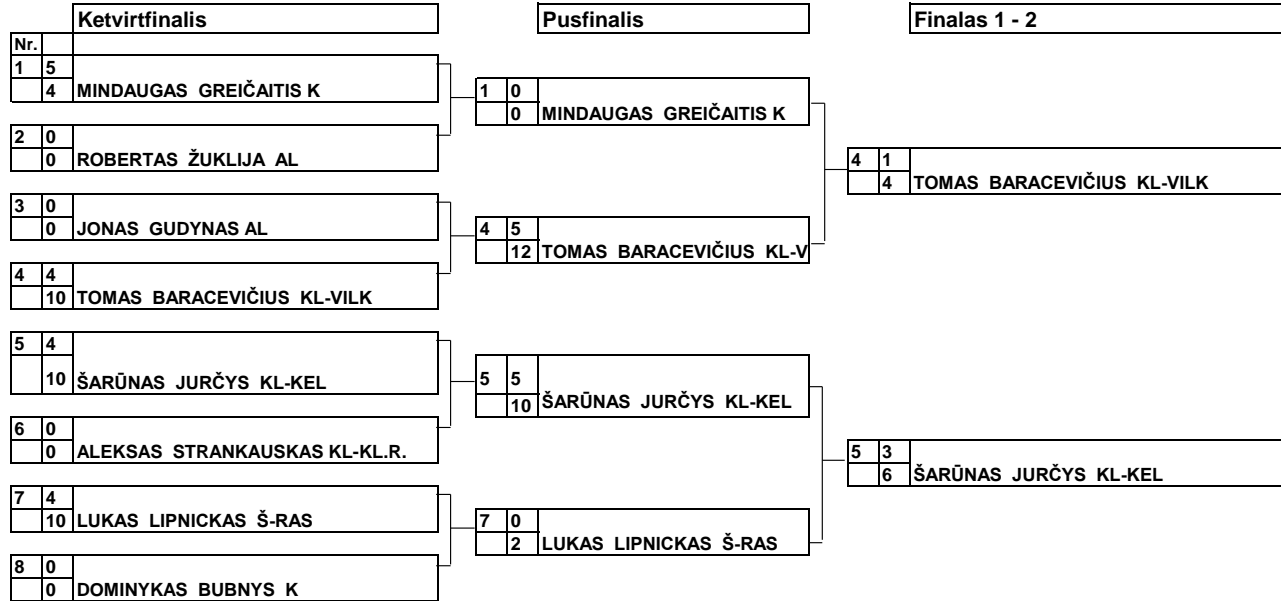 Ketvirtfinalis
Pusfinalis
Finalas 1 - 2
Nr.
1 5
4 MINDAUGAS GREIČAITIS K
2 0
0 ROBERTAS ŽUKLIJA AL
3 0
0 JONAS GUDYNAS AL
4 4
10 TOMAS BARACEVIČIUS KL-VILK
5 4
10 ŠARŪNAS JURČYS KL-KEL
6 0
0 ALEKSAS STRANKAUSKAS KL-KL.R.
7 4
10 LUKAS LIPNICKAS Š-RAS
8 0
0 DOMINYKAS BUBNYS K
1 0
0 MINDAUGAS GREIČAITIS K
4 5
12 TOMAS BARACEVIČIUS KL-V
5 5
10 ŠARŪNAS JURČYS KL-KEL
7 0
2 LUKAS LIPNICKAS Š-RAS
4 1
4 TOMAS BARACEVIČIUS KL-VILK
5 3
6 ŠARŪNAS JURČYS KL-KEL